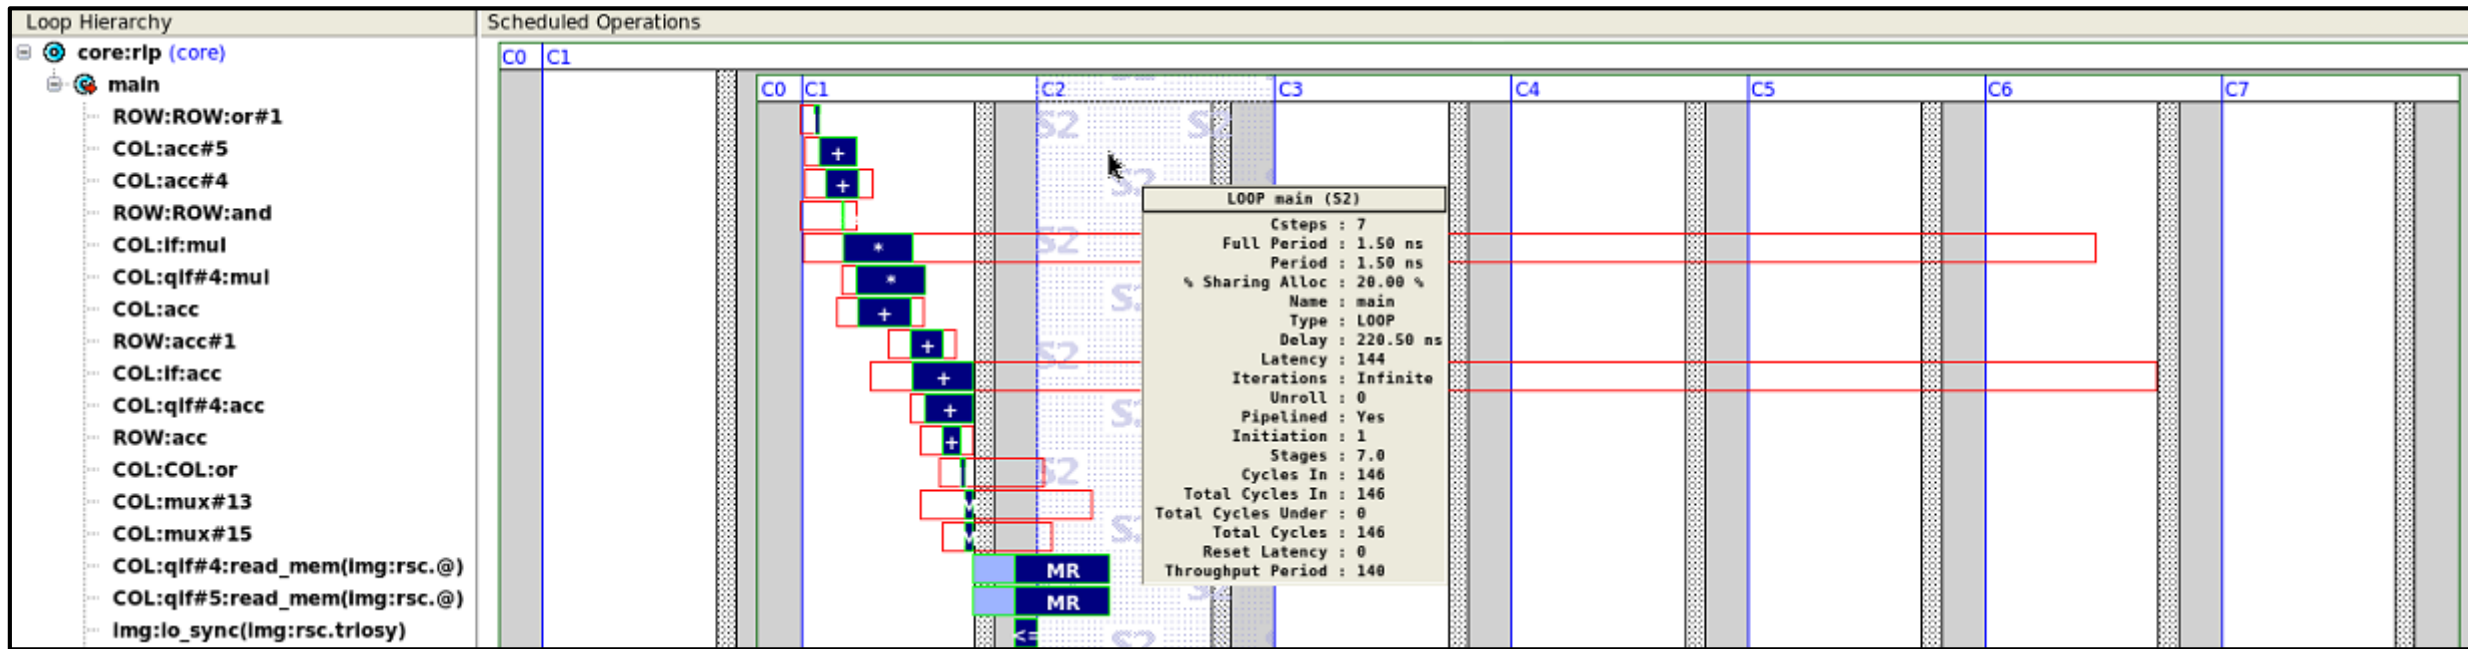 Loop Hierarchy
Scheduled Operations
core:rlp (core)
C0 C1
main
C0 C1 C2 C3 C4 C5 C6 C7
ROW:ROW:or#1
S2 S2
COL:acc#5
+
COL:acc#4
+
S2
ROW:ROW:and
COL:if:mul
*
S2
COL:qif#4:mul
*
COL:acc
+
ROW:acc#1
+
S2
COL:if:acc
+
COL:qif#4:acc
+
ROW:acc
+
COL:COL:or
S2
COL:mux#13
COL:mux#15
COL:qif#4:read_mem(img:rsc.@)
MR
COL:qif#5:read_mem(img:rsc.@)
MR
img:io_sync(img:rsc.triosy)
<=
S2
LOOP main (S2)
Csteps : 7
Full Period : 1.50 ns
Period : 1.50 ns
% Sharing Alloc : 20.00 %
Name : main
Type : LOOP
Delay : 220.50 ns
Latency : 144
Iterations : Infinite
Unroll : 0
Pipelined : Yes
Initiation : 1
Stages : 7.0
Cycles In : 146
Total Cycles In : 146
Total Cycles Under : 0
Total Cycles : 146
Reset Latency : 0
Throughput Period : 140